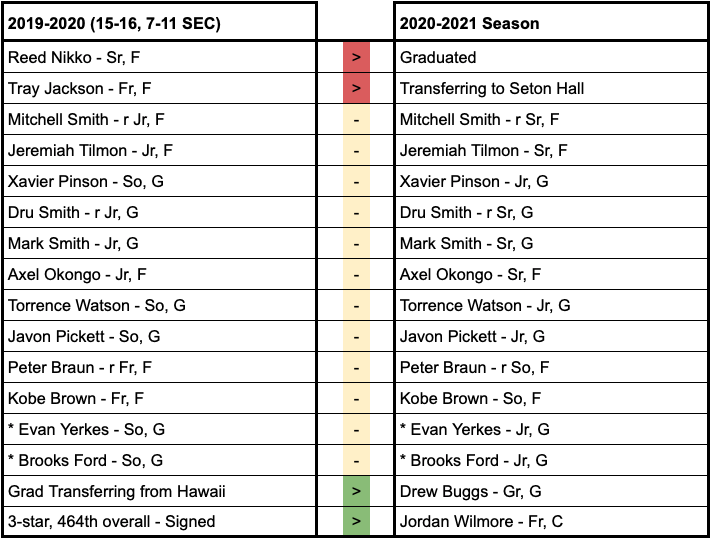 2019-2020 (15-16, 7-11 SEC) 2020-2021 Season
Reed Nikko - Sr, F > Graduated
Tray Jackson - Fr, F > Transferring to Seton Hall
Mitchell Smith - r Jr, F - Mitchell Smith - r Sr, F
Jeremiah Tilmon - Jr, F - Jeremiah Tilmon - Sr, F
Xavier Pinson - So, G - Xavier Pinson - Jr, G
Dru Smith - r Jr, G - Dru Smith - r Sr, G
Mark Smith - Jr, G - Mark Smith - Sr, G
Axel Okongo - Jr, F - Axel Okongo - Sr, F
Torrence Watson - So, G - Torrence Watson - Jr, G
Javon Pickett - So, G - Javon Pickett - Jr, G
Peter Braun - r Fr, F - Peter Braun - r So, F
Kobe Brown - Fr, F - Kobe Brown - So, F
* Evan Yerkes - So, G - * Evan Yerkes - Jr, G
* Brooks Ford - So, G - * Brooks Ford - Jr, G
Grad Transferring from Hawaii > Drew Buggs - Gr, G
3-star, 464th overall - Signed > Jordan Wilmore - Fr, C